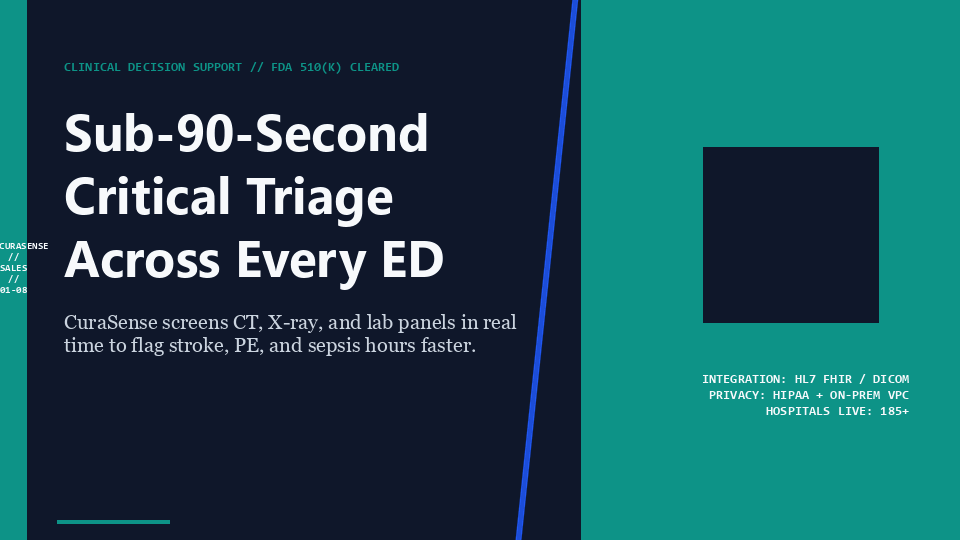 CLINICAL DECISION SUPPORT // FDA 510(K) CLEARED
Sub-90-Second
Critical Triage
Across Every ED
CuraSense screens CT, X-ray, and lab panels in real
time to flag stroke, PE, and sepsis hours faster.
CURASENSE
//
SALES
//
01-08
INTEGRATION: HL7 FHIR / DICOM
PRIVACY: HIPAA + ON-PREM VPC
HOSPITALS LIVE: 185+